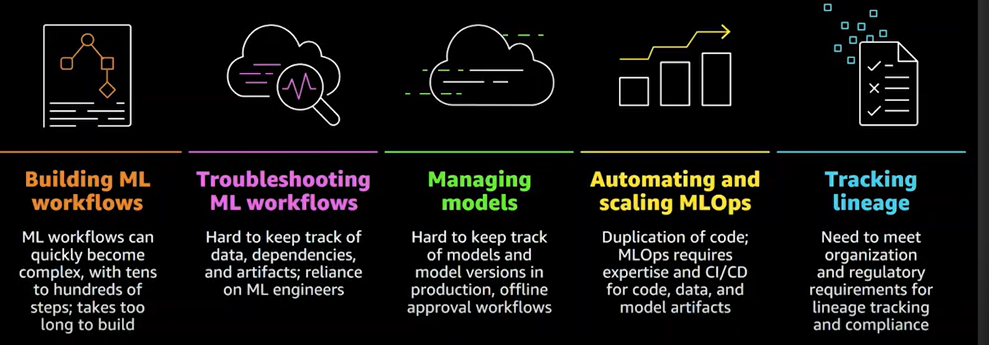 Building ML
workflows
ML workflows can
quickly become
complex, with tens
to hundreds of
steps; takes too
long to build
Troubleshooting
ML workflows
Hard to keep track of
data, dependencies,
and artifacts; reliance
on ML engineers
Managing
models
Hard to keep track
of models and
model versions in
production, offline
approval workflows
Automating and
scaling MLOps
Duplication of code;
MLOps requires
expertise and CI/CD
for code, data, and
model artifacts
Tracking
lineage
Need to meet
organization
and regulatory
requirements for
lineage tracking
and compliance